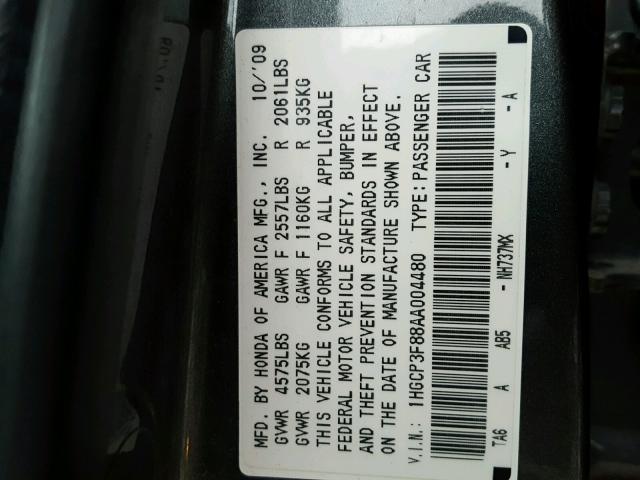 MFD. BY HONDA OF AMERICA MFG., INC. 10/'09
GVWR 4575LBS GAWR F 2557LBS R 2061LBS
GVWR 2075KG GAWR F 1160KG R 935KG
THIS VEHICLE CONFORMS TO ALL APPLICABLE
FEDERAL MOTOR VEHICLE SAFETY, BUMPER,
AND THEFT PREVENTION STANDARDS IN EFFECT
ON THE DATE OF MANUFACTURE SHOWN ABOVE.
V.I.N.: 1HGCP3F88AA004480 TYPE: PASSENGER CAR
TA6 A AB5 - NH737MX - Y - A